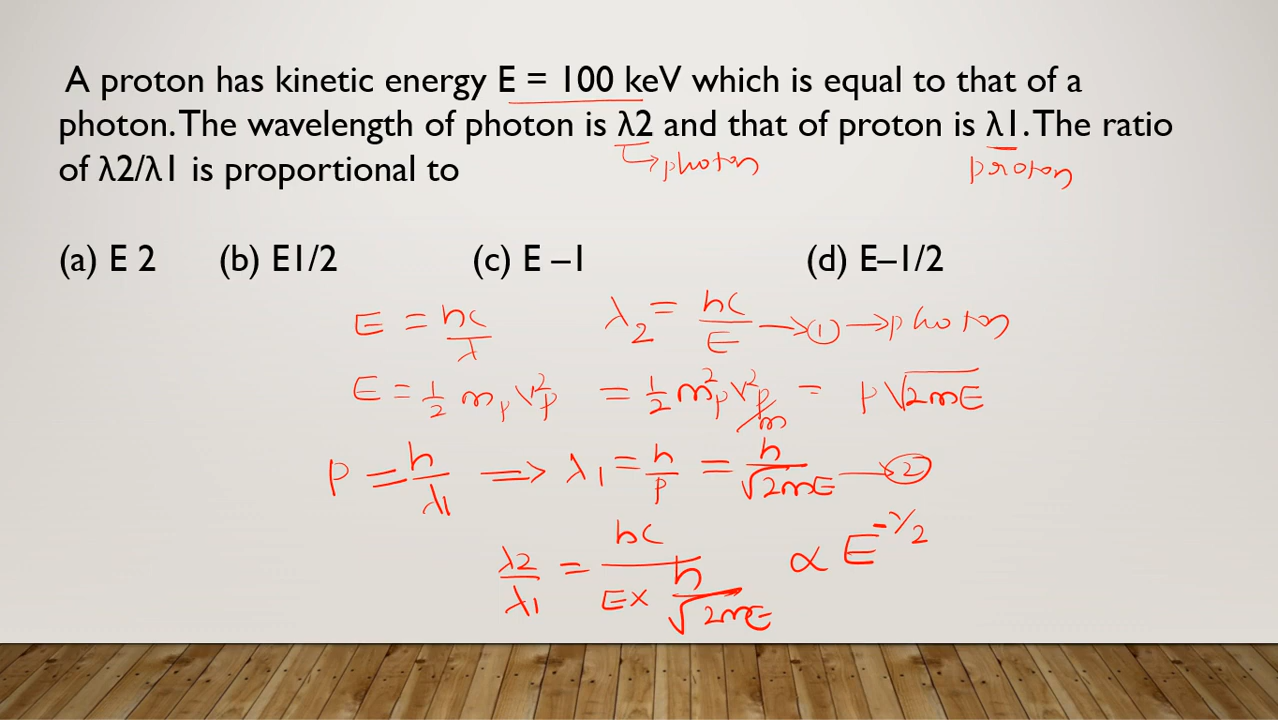 A proton has kinetic energy E = 100 keV which is equal to that of a
photon. The wavelength of photon is λ2 and that of proton is λ1. The ratio
of λ2/λ1 is proportional to
→photon
proton
(a) E 2 (b) E1/2 (c) E –1 (d) E–1/2
E = hc/λ λ₂ = hc/E → ① → photon
E = 1/2 mₚ Vₚ² = 1/2 mₚ² Vₚ²/m = P √2mE
P = h/λ1 ⇒ λ₁ = h/P = h/√2mE → ②
λ2/λ1 = hc/E× h/√2mE ∝ E^-1/2